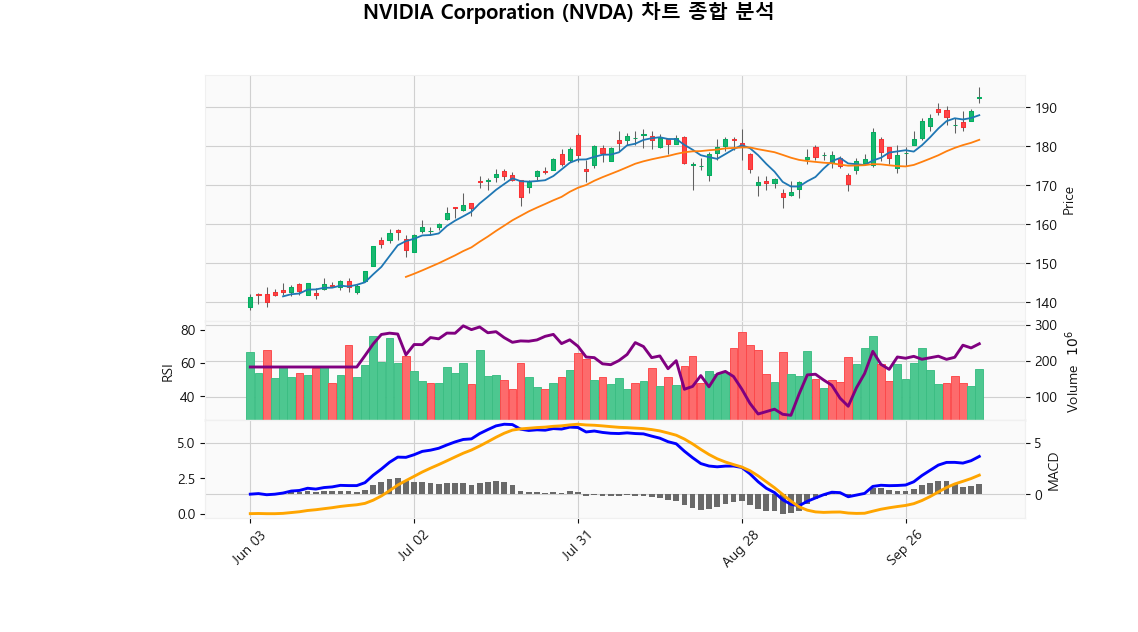 NVIDIA Corporation (NVDA) 차트 종합 분석
190
180
170
160
150
140
Price
80
60
40
RSI
300
200
100
Volume 10^6
5.0
2.5
0.0
5
0
MACD
Jun 03
Jul 02
Jul 31
Aug 28
Sep 26